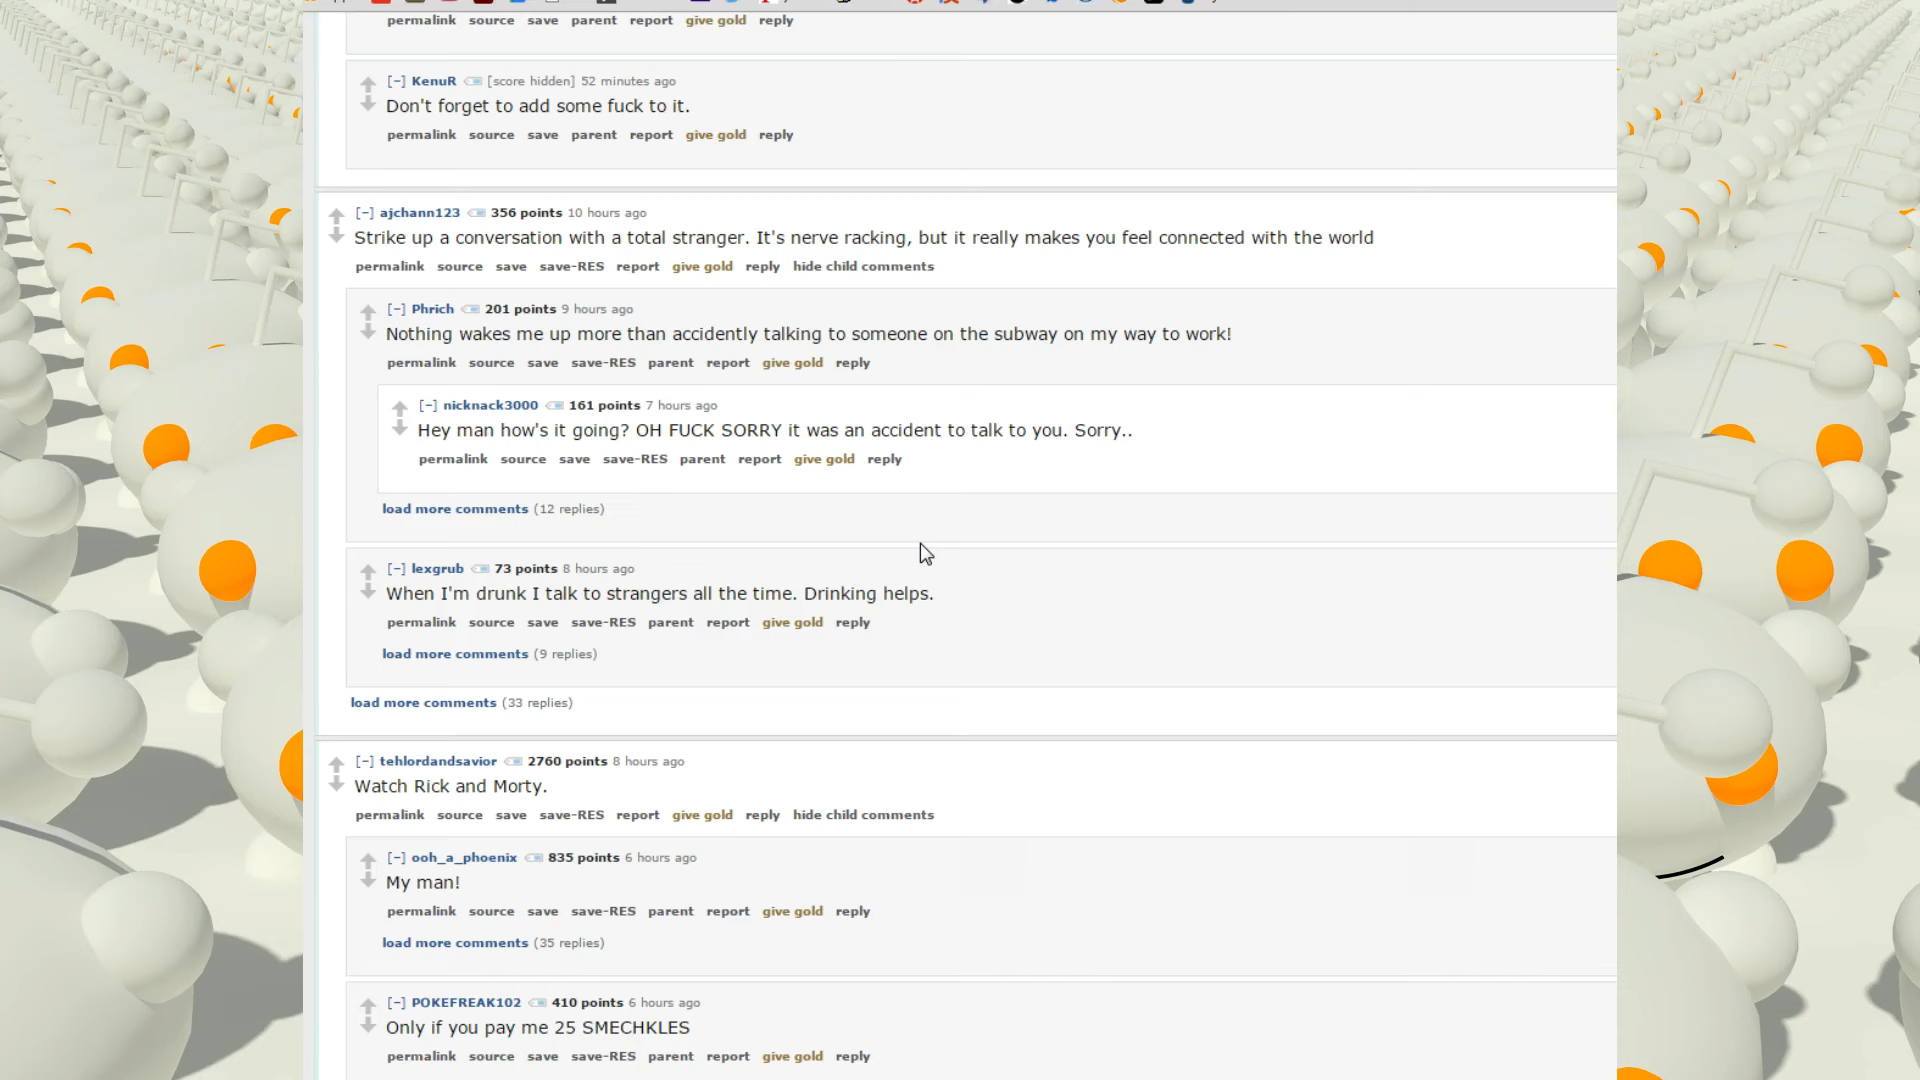 permalink source save parent report give gold reply
[-] KenuR [score hidden] 52 minutes ago
Don't forget to add some fuck to it.
permalink source save parent report give gold reply
[-] ajchann123 356 points 10 hours ago
Strike up a conversation with a total stranger. It's nerve racking, but it really makes you feel connected with the world
permalink source save save-RES report give gold reply hide child comments
[-] Phrich 201 points 9 hours ago
Nothing wakes me up more than accidently talking to someone on the subway on my way to work!
permalink source save save-RES parent report give gold reply
[-] nicknack3000 161 points 7 hours ago
Hey man how's it going? OH FUCK SORRY it was an accident to talk to you. Sorry..
permalink source save save-RES parent report give gold reply
load more comments (12 replies)
[-] lexgrub 73 points 8 hours ago
When I'm drunk I talk to strangers all the time. Drinking helps.
permalink source save save-RES parent report give gold reply
load more comments (9 replies)
load more comments (33 replies)
[-] tehlordandsavior 2760 points 8 hours ago
Watch Rick and Morty.
permalink source save save-RES report give gold reply hide child comments
[-] ooh_a_phoenix 835 points 6 hours ago
My man!
permalink source save save-RES parent report give gold reply
load more comments (35 replies)
[-] POKEFREAK102 410 points 6 hours ago
Only if you pay me 25 SMECHKLES
permalink source save save-RES parent report give gold reply